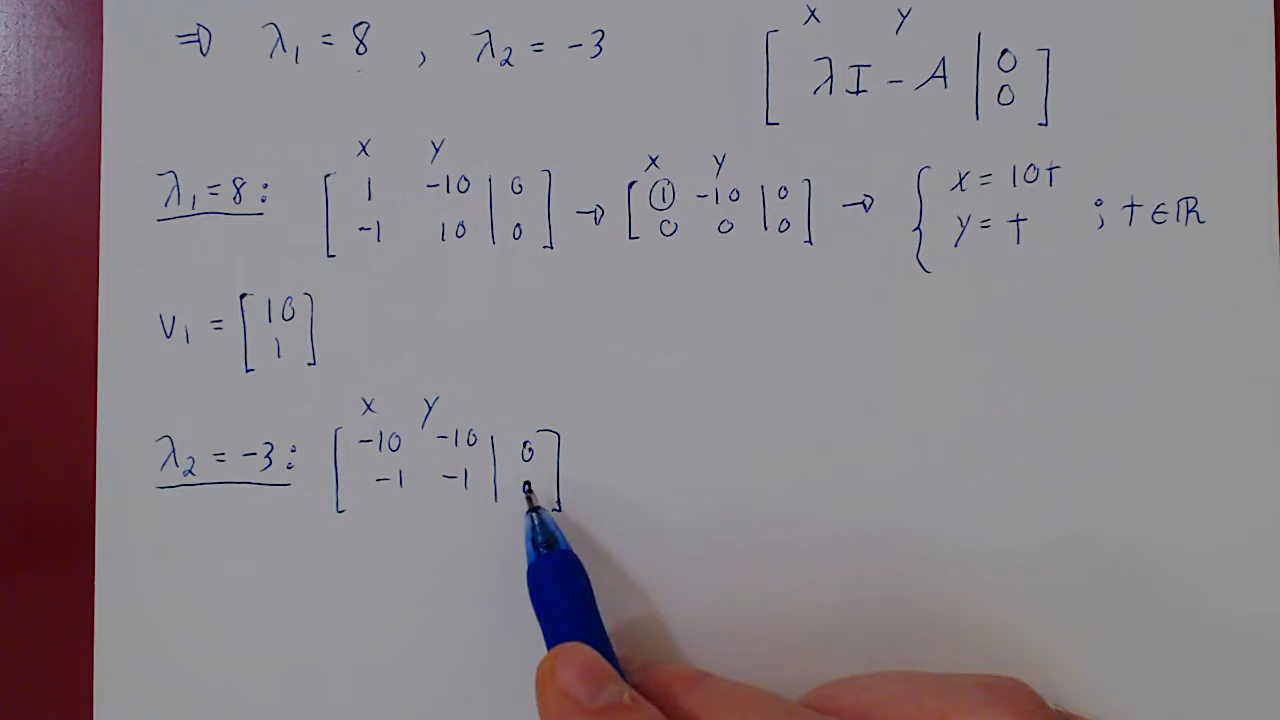 ⇒ λ₁ = 8 , λ₂ = -3
x y
[ λI - A | 0 ]
[ | 0 ]
x y x y
λ₁ = 8: [ 1 -10 | 0 ] → [ 1 -10 | 0 ] → { x = 10t
[ -1 10 | 0 ] [ 0 0 | 0 ] { y = t ; t ∈ ℝ
v₁ = [ 10 ]
[ 1 ]
x y
λ₂ = -3: [ -10 -10 | 0 ]
[ -1 -1 | 0 ]